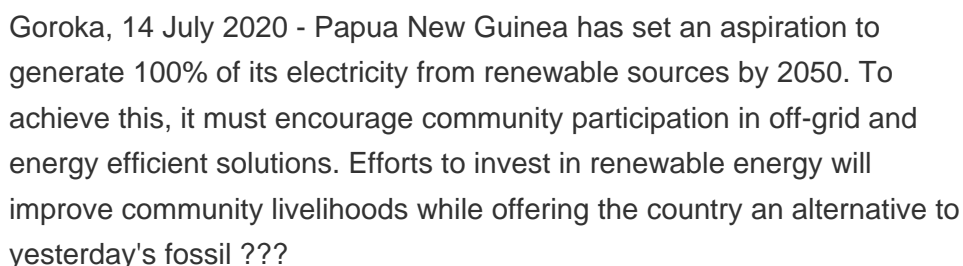 Goroka, 14 July 2020 - Papua New Guinea has set an aspiration to
generate 100% of its electricity from renewable sources by 2050. To
achieve this, it must encourage community participation in off-grid and
energy efficient solutions. Efforts to invest in renewable energy will
improve community livelihoods while offering the country an alternative to
yesterday's fossil ???